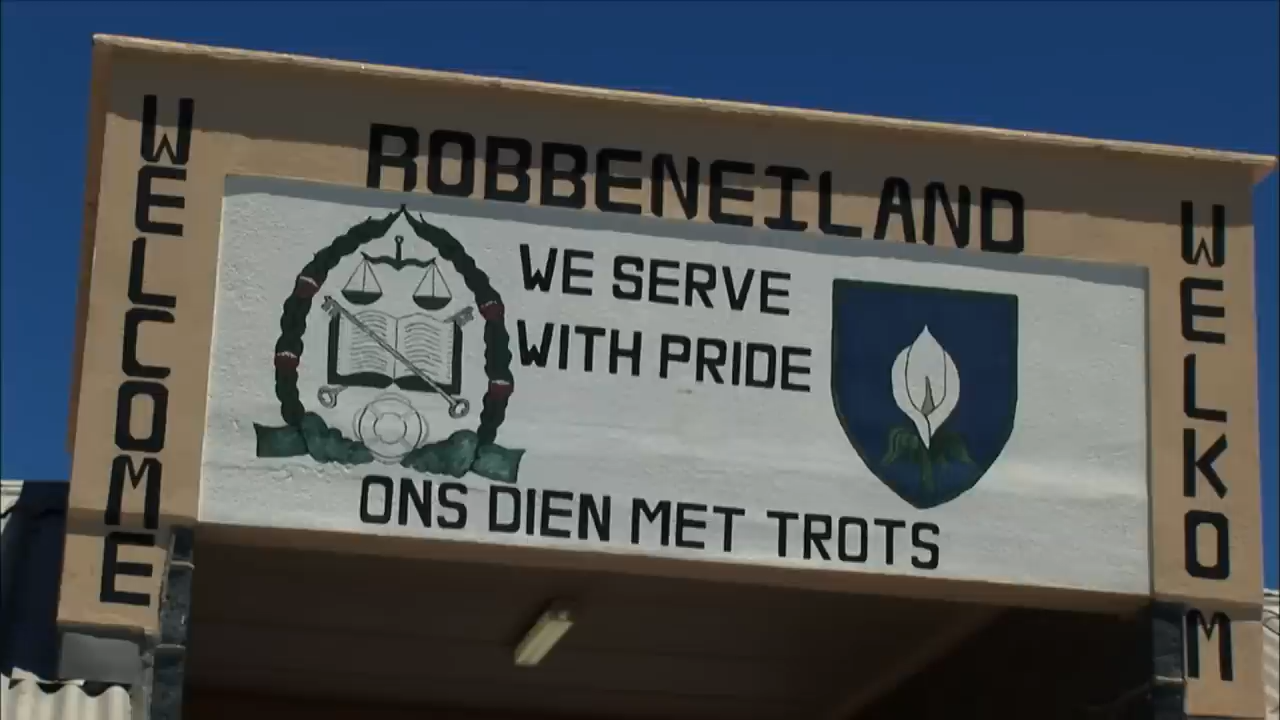 WELCOME
ROBBENEILAND
WE SERVE
WITH PRIDE
ONS DIEN MET TROTS
WELKOM